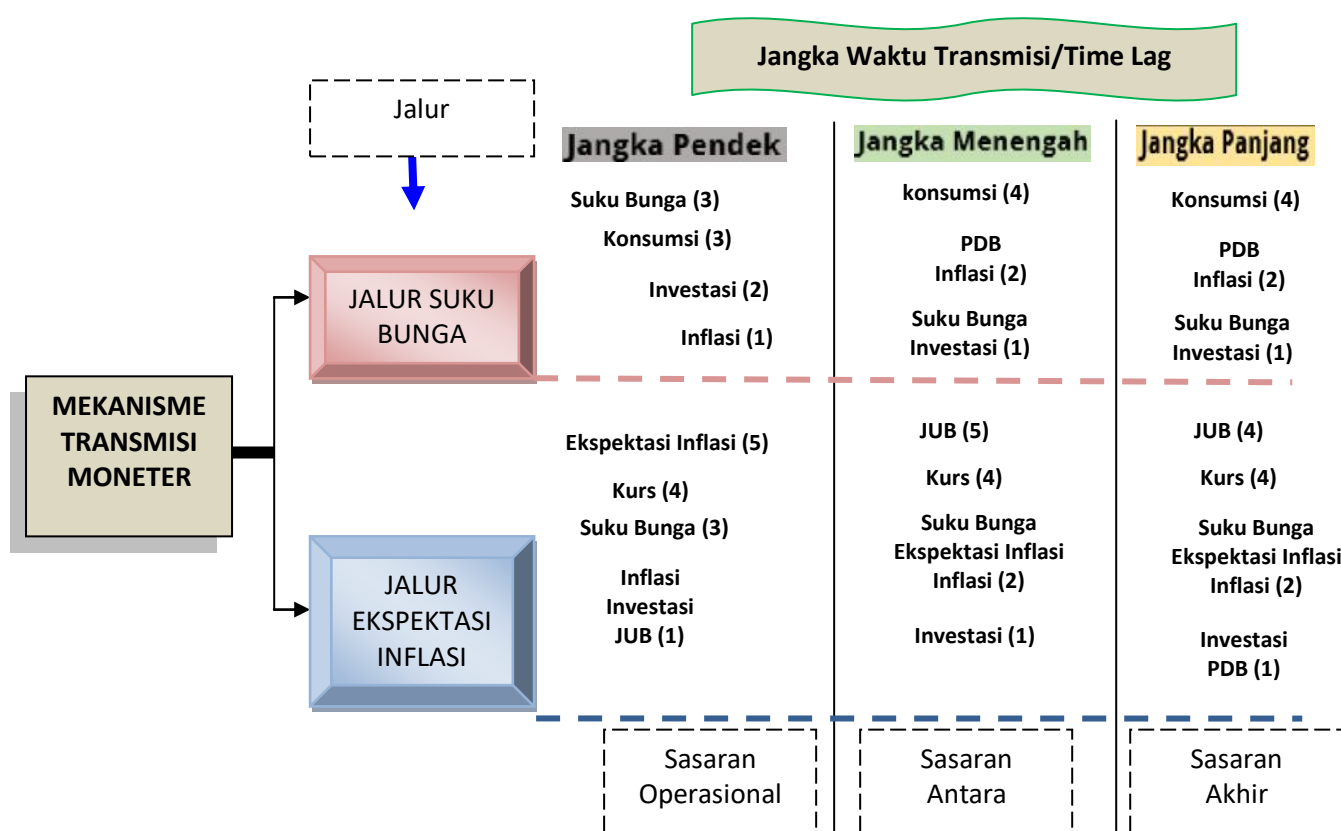 Jangka Waktu Transmisi/Time Lag
Jalur
Jangka Pendek
Jangka Menengah
Jangka Panjang
JALUR SUKU
BUNGA
Suku Bunga (3)
Konsumsi (3)
Investasi (2)
Inflasi (1)
konsumsi (4)
PDB
Inflasi (2)
Suku Bunga
Investasi (1)
Konsumsi (4)
PDB
Inflasi (2)
Suku Bunga
Investasi (1)
MEKANISME
TRANSMISI
MONETER
JALUR
EKSPEKTASI
INFLASI
Ekspektasi Inflasi (5)
Kurs (4)
Suku Bunga (3)
Inflasi
Investasi
JUB (1)
JUB (5)
Kurs (4)
Suku Bunga
Ekspektasi Inflasi
Inflasi (2)
Investasi (1)
JUB (4)
Kurs (4)
Suku Bunga
Ekspektasi Inflasi
Inflasi (2)
Investasi
PDB (1)
Sasaran
Operasional
Sasaran
Antara
Sasaran
Akhir